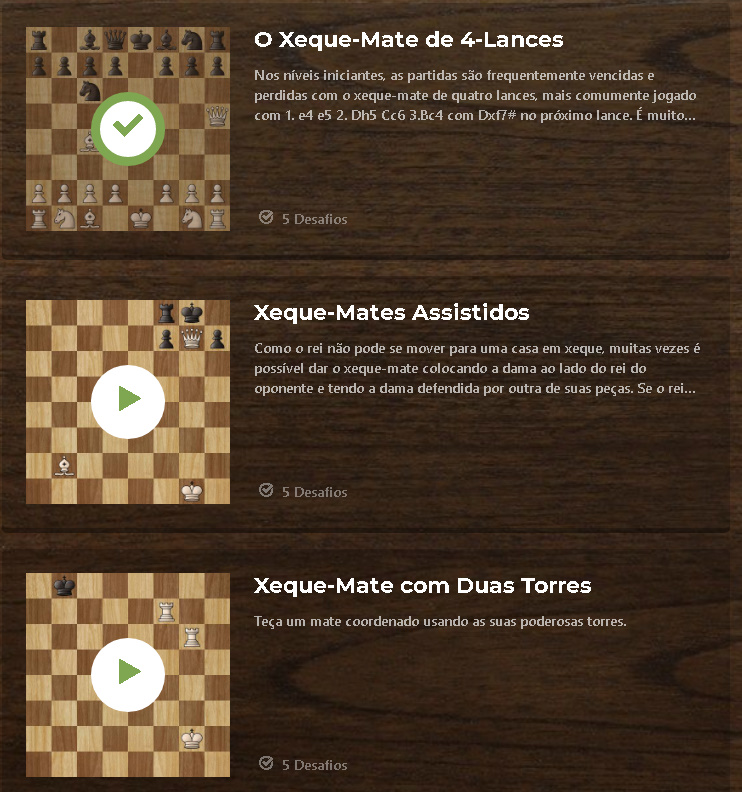 O Xeque-Mate de 4-Lances
Nos níveis iniciantes, as partidas são frequentemente vencidas e
perdidas com o xeque-mate de quatro lances, mais comumente jogado
com 1. e4 e5 2. Dh5 Cc6 3.Bc4 com Dxf7# no próximo lance. É muito...
5 Desafios
Xeque-Mates Assistidos
Como o rei não pode se mover para uma casa em xeque, muitas vezes é
possível dar o xeque-mate colocando a dama ao lado do rei do
oponente e tendo a dama defendida por outra de suas peças. Se o rei...
5 Desafios
Xeque-Mate com Duas Torres
Teça um mate coordenado usando as suas poderosas torres.
5 Desafios